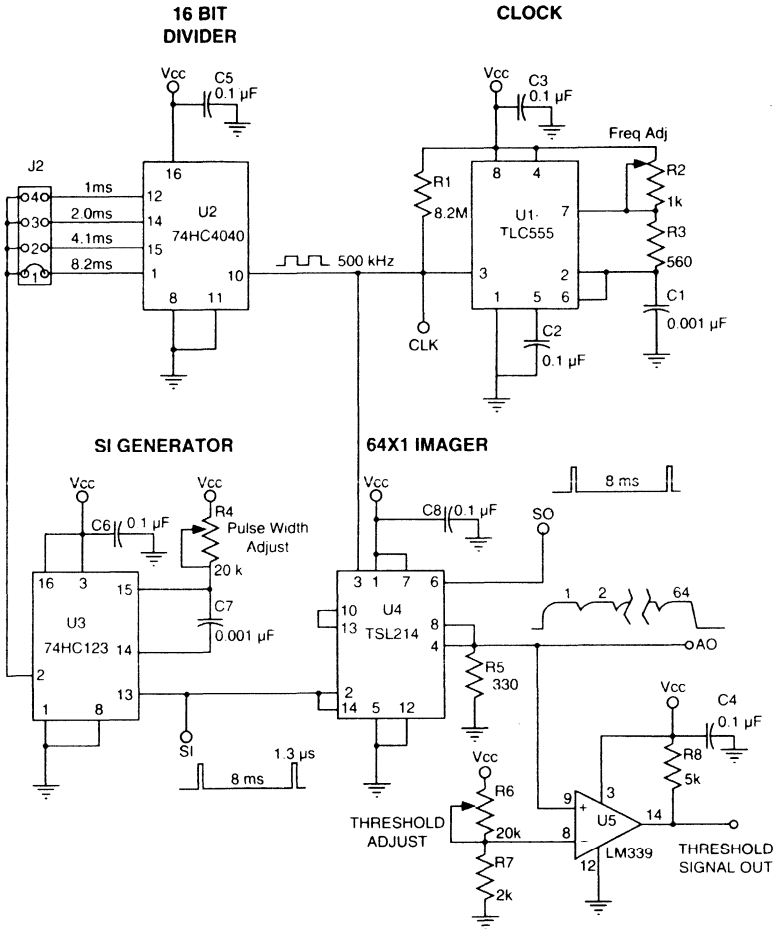 16 BIT
DIVIDER
CLOCK
Vcc
C5
0.1 µF
Vcc
C3
0.1 µF
Freq Adj
J2
16
8
4
R1
8.2M
R2
1k
4
1ms
12
U2
74HC4040
U1
TLC555
7
3
2.0ms
14
2
4.1ms
15
R3
560
1
8.2ms
1
10
500 kHz
3
2
6
8
11
1
5
C1
0.001 µF
CLK
C2
0.1 µF
SI GENERATOR
64X1 IMAGER
Vcc
R4
Pulse Width
Adjust
20 k
Vcc
C6
0.1 µF
Vcc
C8
0.1 µF
SO
8 ms
16
3
15
U3
74HC123
C7
0.001 µF
14
2
13
1
8
3
1
7
6
10
13
U4
TSL214
8
4
2
14
5
12
1
2
64
AO
R5
330
SI
1.3 µs
8 ms
Vcc
C4
0.1 µF
R8
5k
Vcc
R6
20k
THRESHOLD
ADJUST
R7
2k
9
+
8
−
3
U5
14
12
LM339
THRESHOLD
SIGNAL OUT